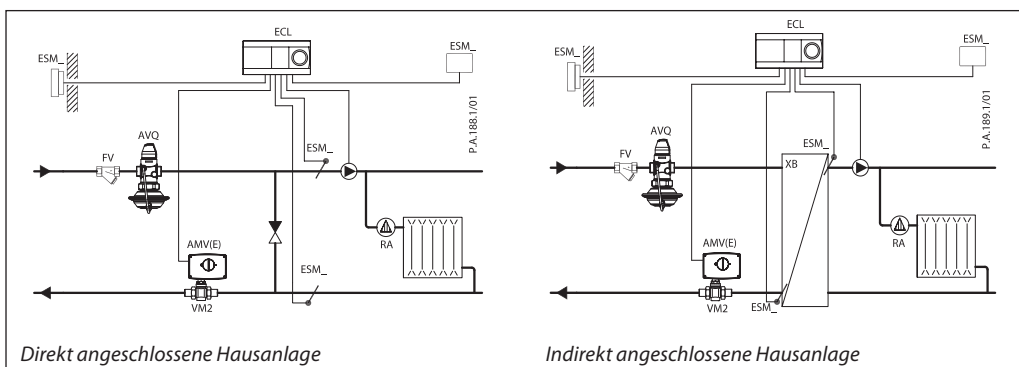 ECL
ESM_
ESM_
P.A.188.1/01
AVQ
FV
ESM_
RA
AMV(E)
ESM_
VM2
Direkt angeschlossene Hausanlage
ECL
ESM_
ESM_
P.A.189.1/01
AVQ
FV
ESM_
XB
RA
AMV(E)
ESM_
VM2
Indirekt angeschlossene Hausanlage